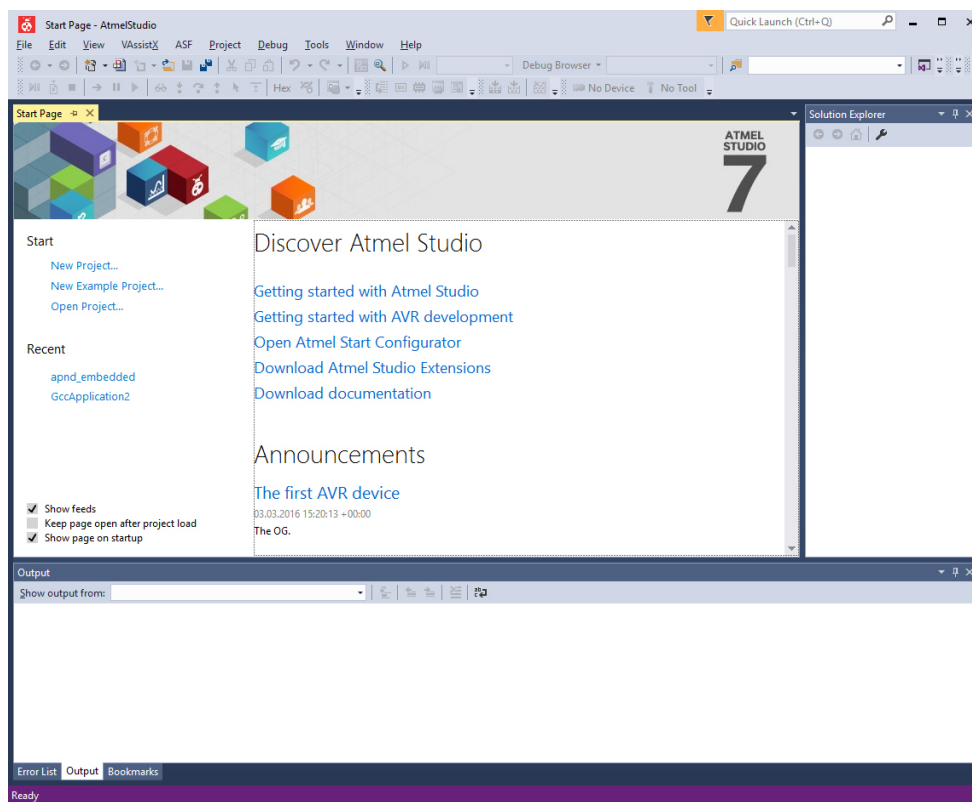 Start Page - AtmelStudio
Quick Launch (Ctrl+Q)
File Edit View VAssistX ASF Project Debug Tools Window Help
Debug Browser
Hex
No Device No Tool
Start Page
Solution Explorer
ATMEL
STUDIO
7
Start
New Project...
New Example Project...
Open Project...
Recent
apnd_embedded
GccApplication2
Show feeds
Keep page open after project load
Show page on startup
Discover Atmel Studio
Getting started with Atmel Studio
Getting started with AVR development
Open Atmel Start Configurator
Download Atmel Studio Extensions
Download documentation
Announcements
The first AVR device
03.03.2016 15:20:13 +00:00
The OG.
Output
Show output from:
Error List Output Bookmarks
Ready